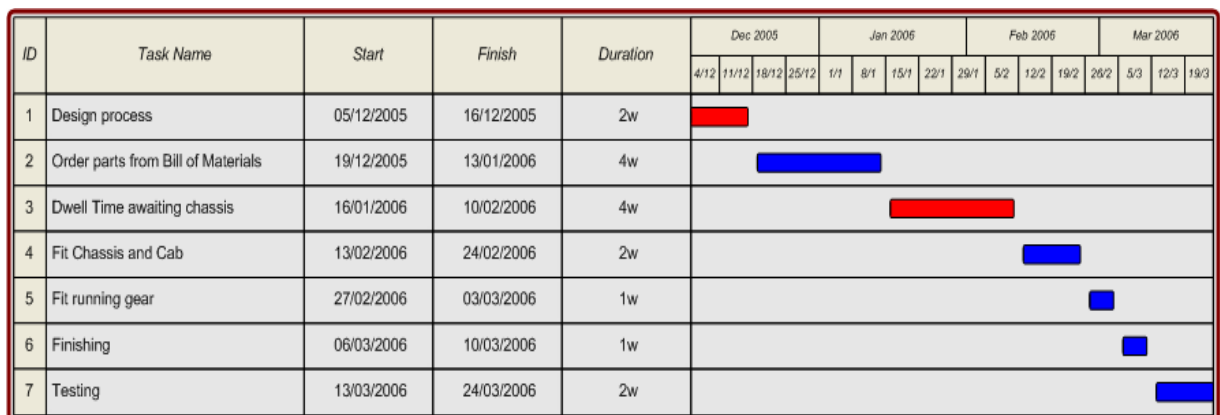 ID Task Name Start Finish Duration Dec 2005 Jan 2006 Feb 2006 Mar 2006
4/12 11/12 18/12 25/12 1/1 8/1 15/1 22/1 29/1 5/2 12/2 19/2 26/2 5/3 12/3 19/3
1 Design process 05/12/2005 16/12/2005 2w
2 Order parts from Bill of Materials 19/12/2005 13/01/2006 4w
3 Dwell Time awaiting chassis 16/01/2006 10/02/2006 4w
4 Fit Chassis and Cab 13/02/2006 24/02/2006 2w
5 Fit running gear 27/02/2006 03/03/2006 1w
6 Finishing 06/03/2006 10/03/2006 1w
7 Testing 13/03/2006 24/03/2006 2w